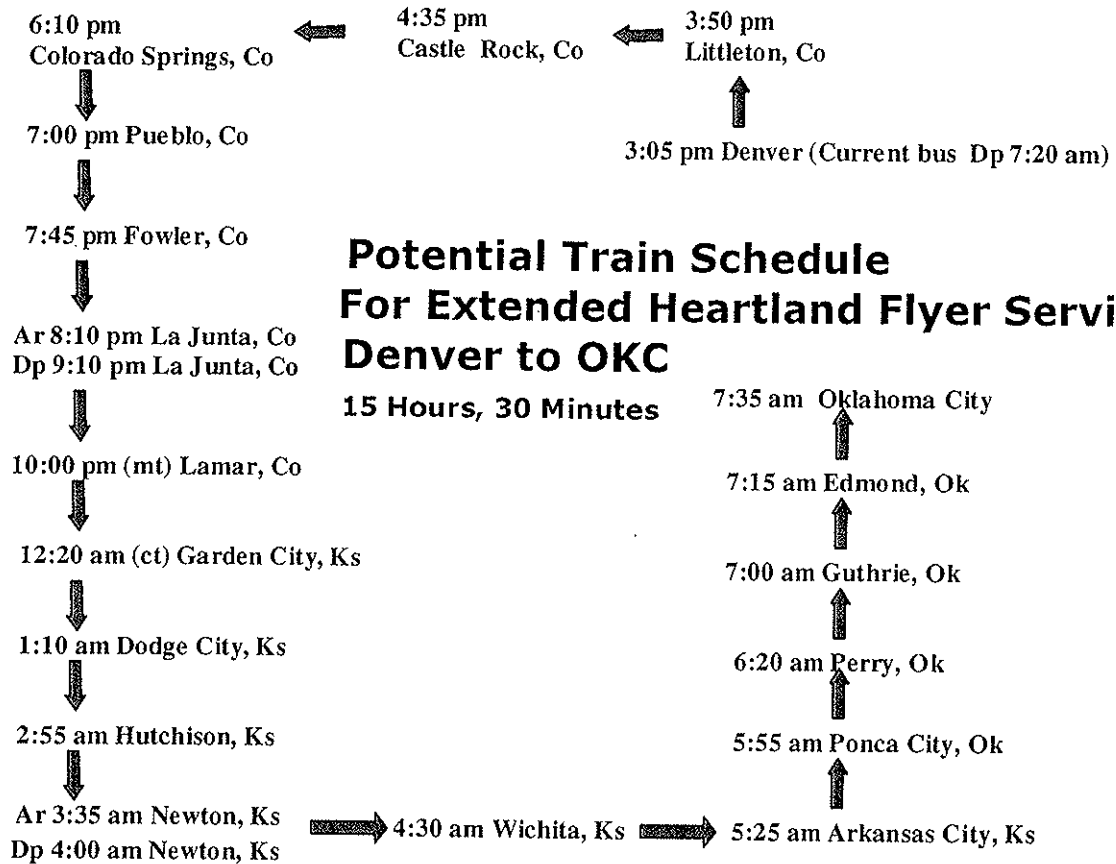 3:05 pm Denver (Current bus Dp 7:20 am)
3:50 pm
Littleton, Co
4:35 pm
Castle Rock, Co
6:10 pm
Colorado Springs, Co
7:00 pm Pueblo, Co
7:45 pm Fowler, Co
Ar 8:10 pm La Junta, Co
Dp 9:10 pm La Junta, Co
10:00 pm (mt) Lamar, Co
12:20 am (ct) Garden City, Ks
1:10 am Dodge City, Ks
2:55 am Hutchison, Ks
Ar 3:35 am Newton, Ks
Dp 4:00 am Newton, Ks
4:30 am Wichita, Ks
5:25 am Arkansas City, Ks
5:55 am Ponca City, Ok
6:20 am Perry, Ok
7:00 am Guthrie, Ok
7:15 am Edmond, Ok
7:35 am Oklahoma City
Potential Train Schedule
For Extended Heartland Flyer Servi
Denver to OKC
15 Hours, 30 Minutes